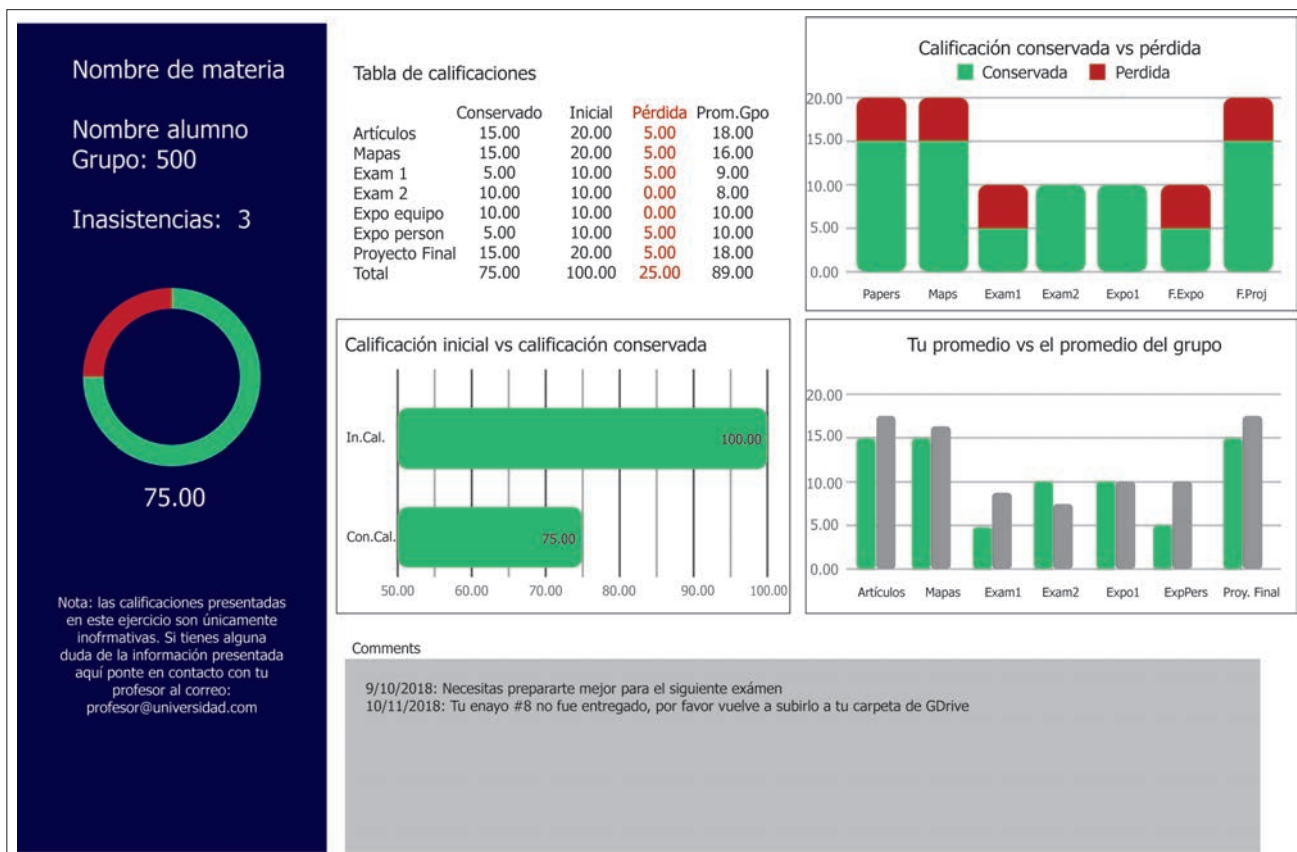 Nombre de materia
Nombre alumno
Grupo: 500
Inasistencias: 3
75.00
Nota: las calificaciones presentadas
en este ejercicio son únicamente
inofrmativas. Si tienes alguna
duda de la información presentada
aquí ponte en contacto con tu
profesor al correo:
profesor@universidad.com
Tabla de calificaciones
Conservado Inicial Pérdida Prom.Gpo
Artículos 15.00 20.00 5.00 18.00
Mapas 15.00 20.00 5.00 16.00
Exam 1 5.00 10.00 5.00 9.00
Exam 2 10.00 10.00 0.00 8.00
Expo equipo 10.00 10.00 0.00 10.00
Expo person 5.00 10.00 5.00 10.00
Proyecto Final 15.00 20.00 5.00 18.00
Total 75.00 100.00 25.00 89.00
Calificación conservada vs pérdida
Conservada Perdida
20.00
15.00
10.00
5.00
0.00
Papers Maps Exam1 Exam2 Expo1 F.Expo F.Proj
Calificación inicial vs calificación conservada
In.Cal. 100.00
Con.Cal. 75.00
50.00 60.00 70.00 80.00 90.00 100.00
Tu promedio vs el promedio del grupo
20.00
15.00
10.00
5.00
0.00
Artículos Mapas Exam1 Exam2 Expo1 ExpPers Proy. Final
Comments
9/10/2018: Necesitas prepararte mejor para el siguiente exámen
10/11/2018: Tu enayo #8 no fue entregado, por favor vuelve a subirlo a tu carpeta de GDrive